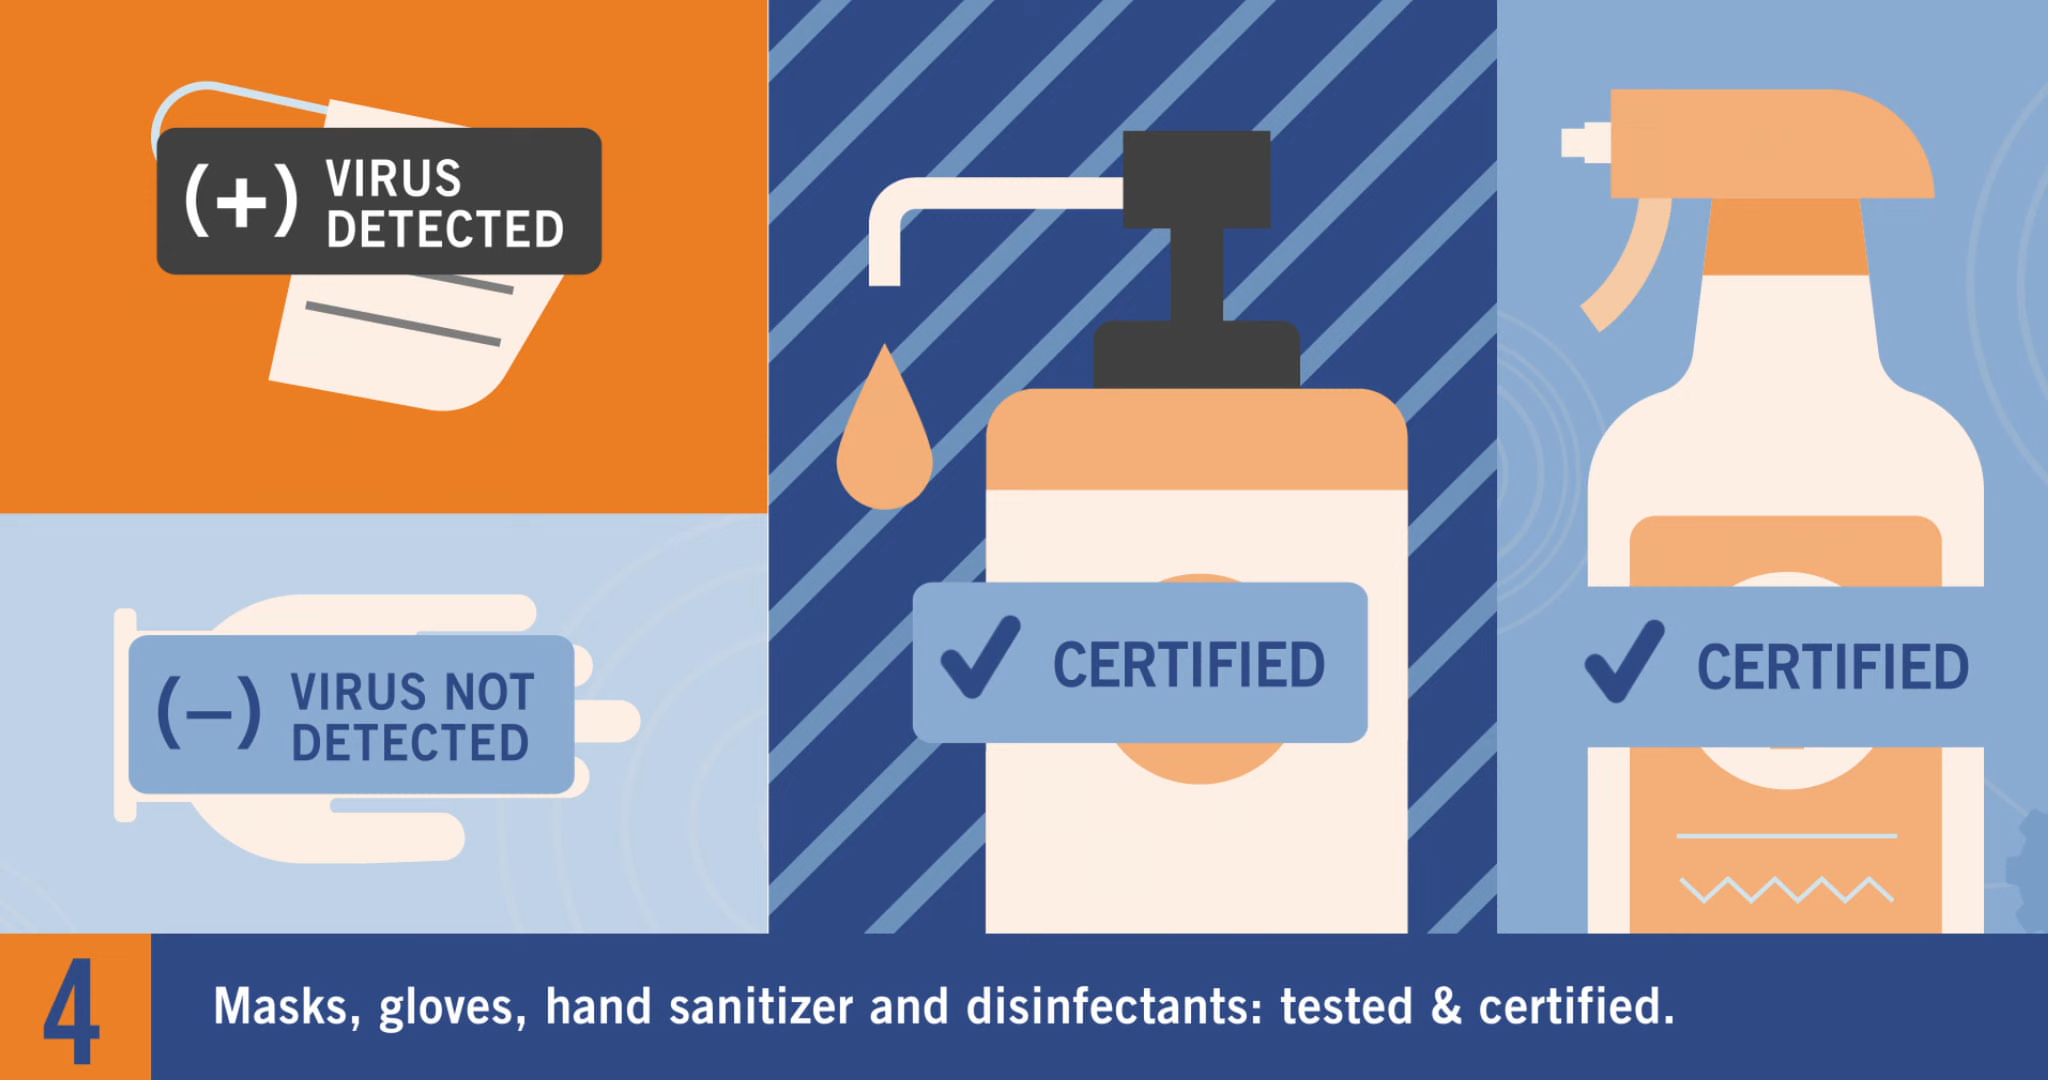 (+) VIRUS
DETECTED
(–) VIRUS NOT
DETECTED
CERTIFIED
CERTIFIED
4 Masks, gloves, hand sanitizer and disinfectants: tested & certified.